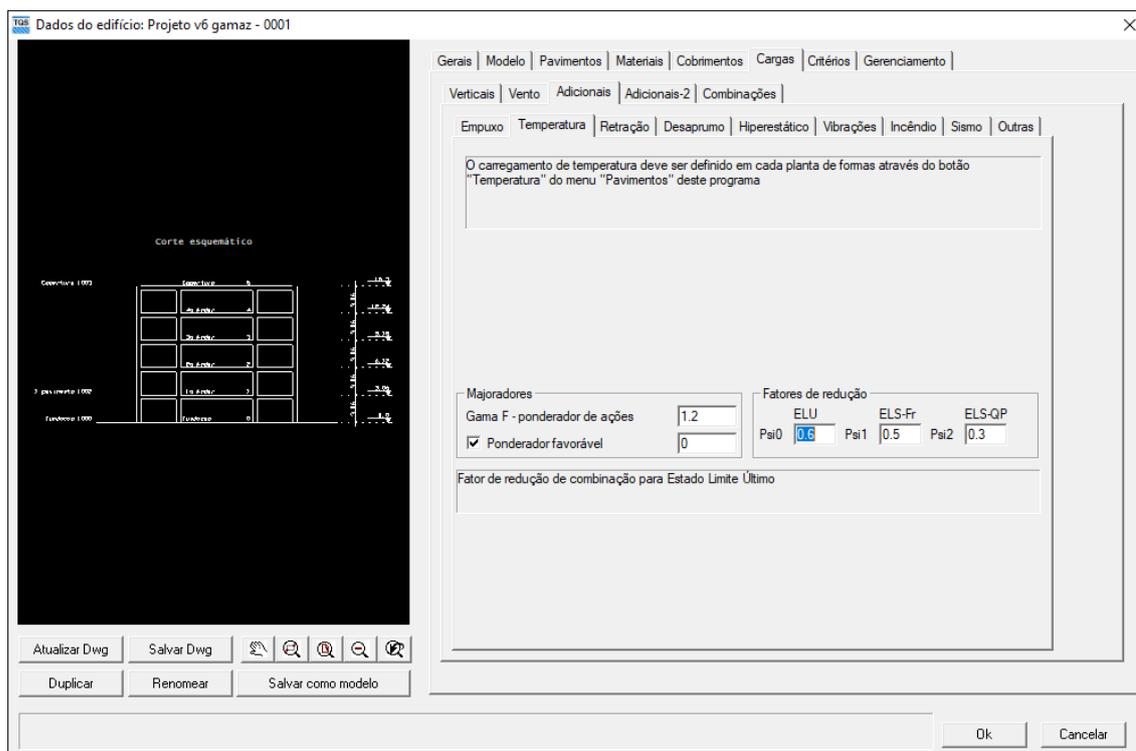 TQS Dados do edifício: Projeto v6 gamaz - 0001
Gerais Modelo Pavimentos Materiais Cobrimentos Cargas Critérios Gerenciamento
Verticais Vento Adicionais Adicionais-2 Combinações
Empuxo Temperatura Retração Desaprumo Hiperestático Vibrações Incêndio Sismo Outras
O carregamento de temperatura deve ser definido em cada planta de formas através do botão
"Temperatura" do menu "Pavimentos" deste programa
Corte esquemático
Majoradores
Gama F - ponderador de ações 1.2
Ponderador favorável 0
Fatores de redução
ELU ELS-Fr ELS-QP
Psi0 0.6 Psi1 0.5 Psi2 0.3
Fator de redução de combinação para Estado Limite Último
Atualizar Dwg Salvar Dwg
Duplicar Renomear Salvar como modelo
Ok Cancelar